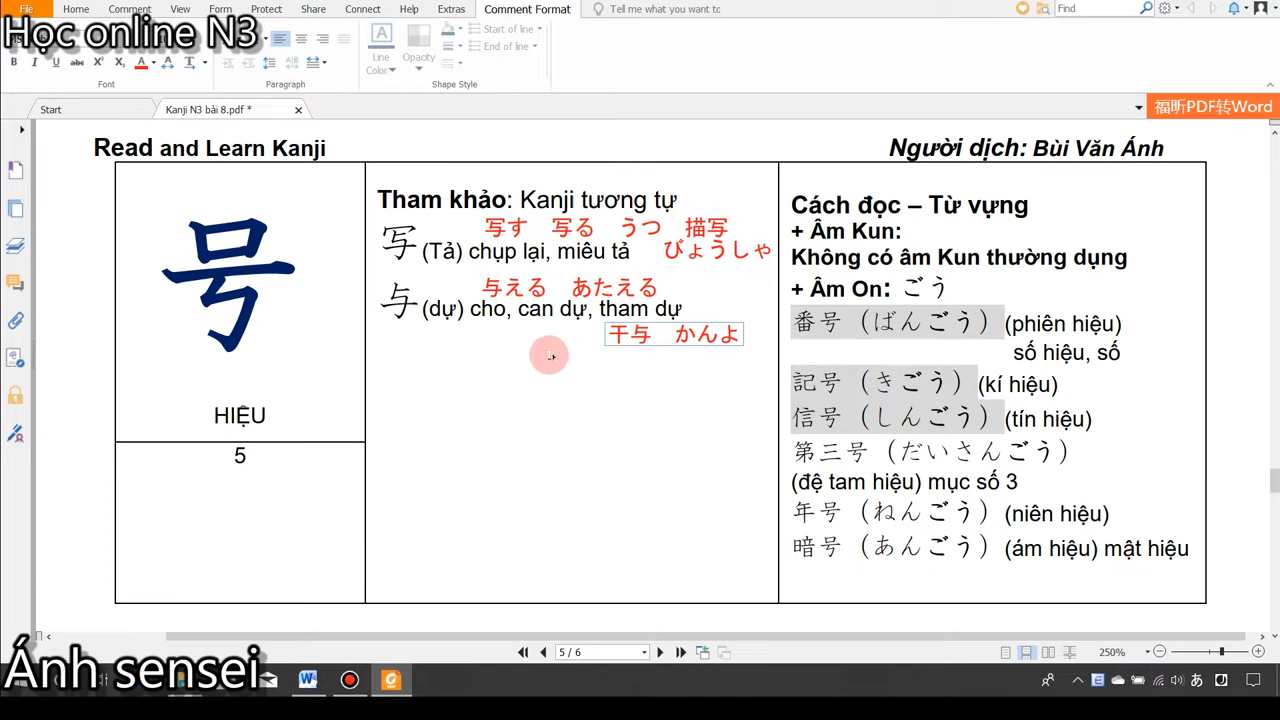 File Home Comment View Form Protect Share Connect Help Extras Comment Format Tell me what you want to Find
Học online N3
Line Color
Opacity
Start of line
End of line
Font Paragraph Shape Style
Start Kanji N3 bài 8.pdf *
福昕PDF转Word
Read and Learn Kanji
Người dịch: Bùi Văn Ánh
号
HIỆU
5
Tham khảo: Kanji tương tự
写す 写る うつ 描写
写 (Tả) chụp lại, miêu tả びょうしゃ
与える あたえる
与 (dự) cho, can dự, tham dự
干与 かんよ
Cách đọc – Từ vựng
+ Âm Kun:
Không có âm Kun thường dụng
+ Âm On: ごう
番号（ばんごう）(phiên hiệu)
số hiệu, số
記号（きごう）(kí hiệu)
信号（しんごう）(tín hiệu)
第三号（だいさんごう）
(đệ tam hiệu) mục số 3
年号（ねんごう）(niên hiệu)
暗号（あんごう）(ám hiệu) mật hiệu
5 / 6
250%
Ánh sensei
あ